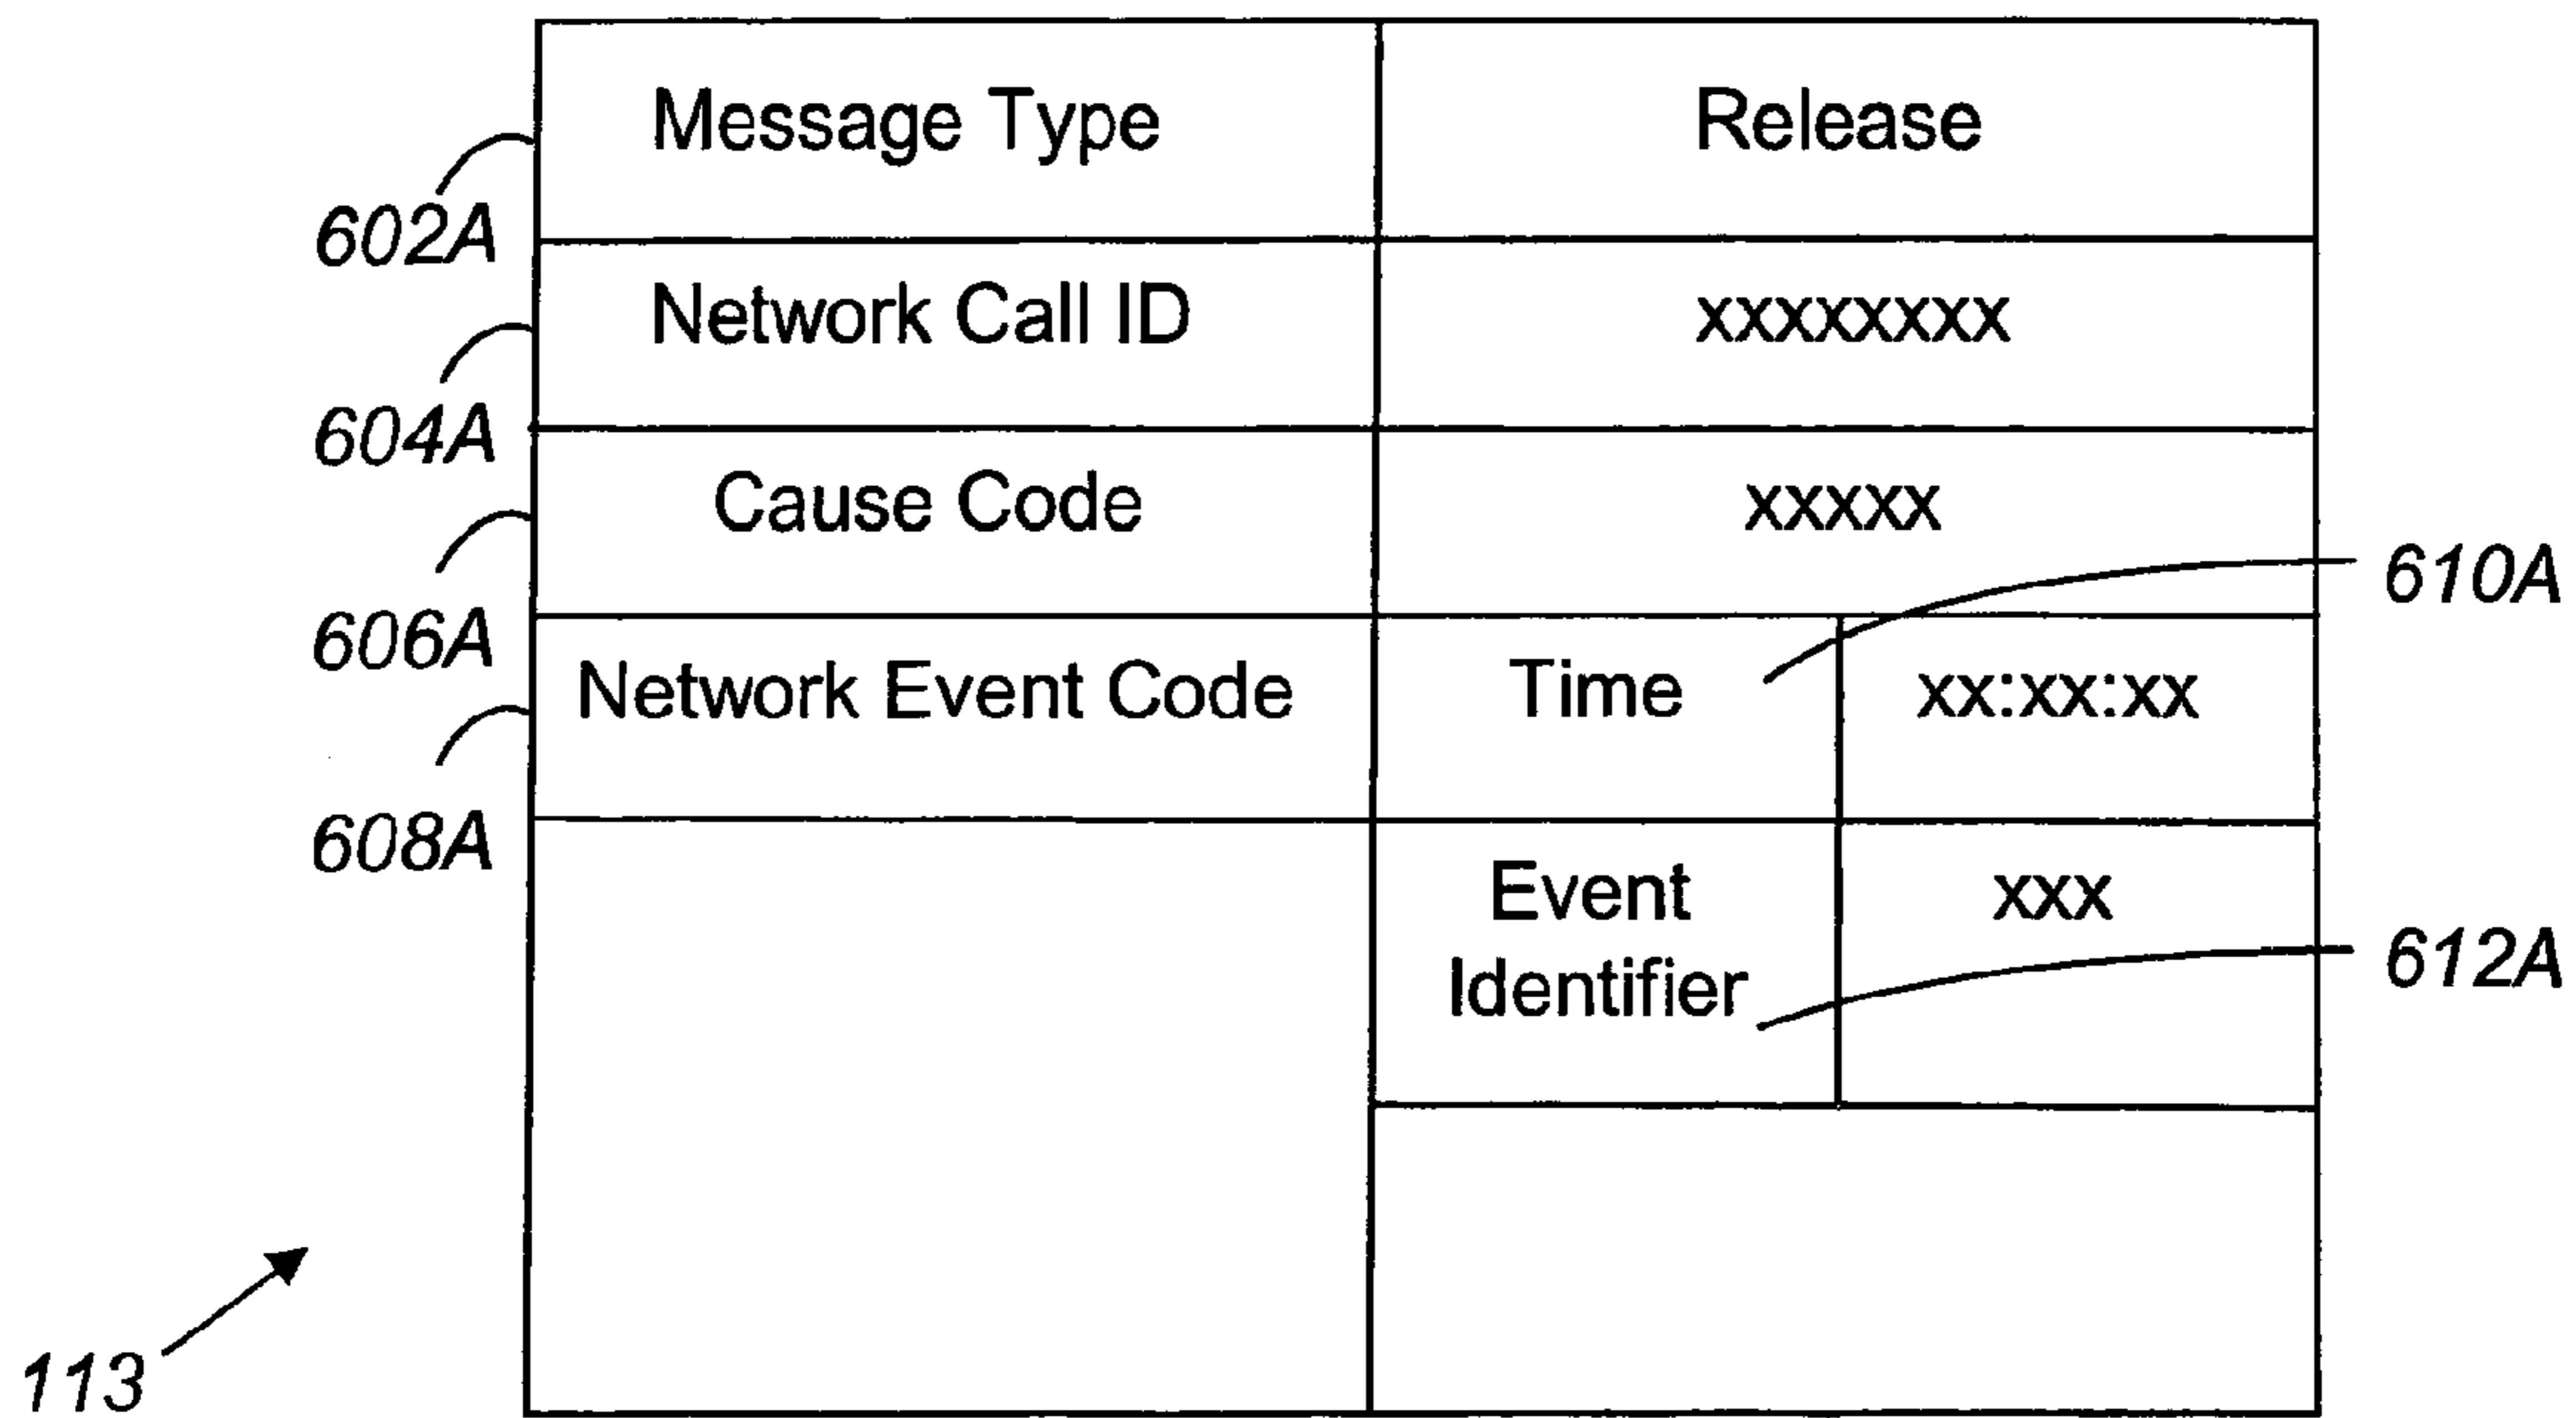 Message Type
Release
602A
Network Call ID
xxxxxxxx
604A
Cause Code
xxxxx
610A
606A
Network Event Code
Time
xx:xx:xx
608A
Event
Identifier
xxx
612A
113